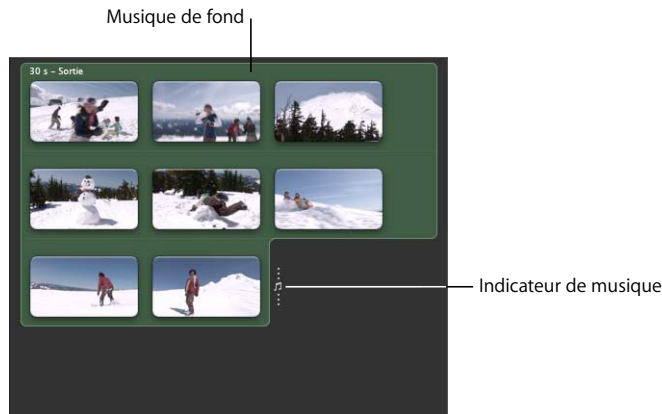 Musique de fond
30 s – Sortie
Indicateur de musique